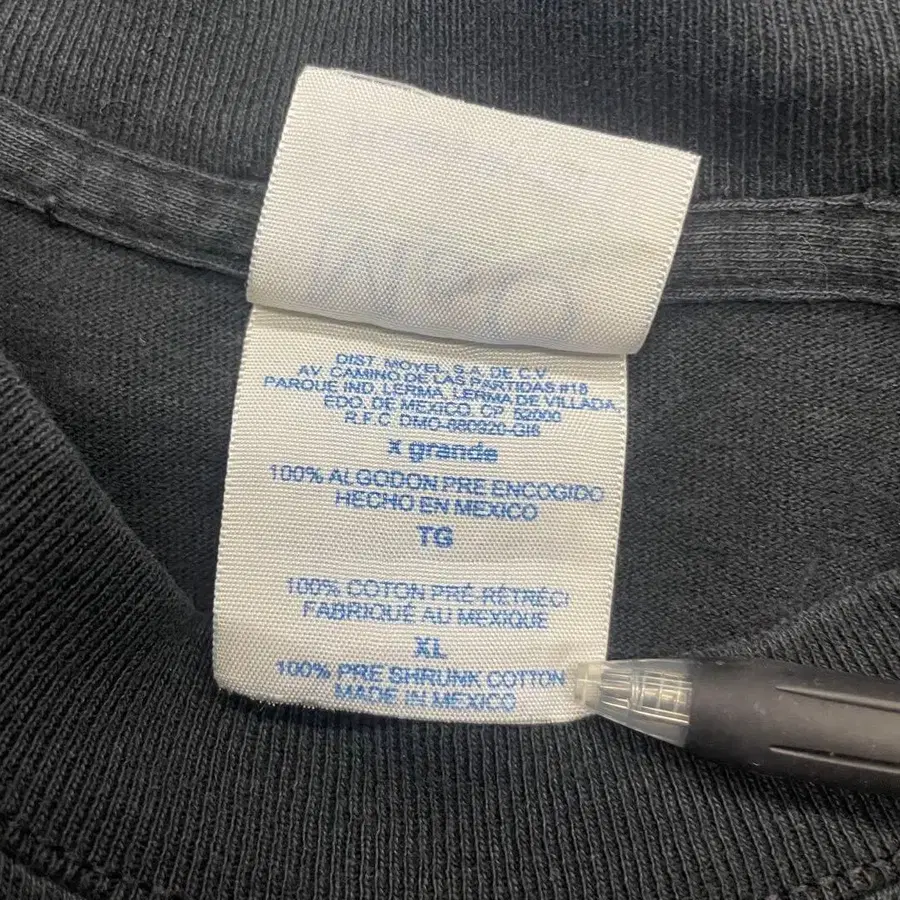 DIST. MOYEL, S.A. DE C.V.
AV. CAMINO DE LAS PARTIDAS #18
PARQUE IND. LERMA, LERMA DE VILLADA,
EDO. DE MEXICO, CP 52000
R.F.C. DMO-880920-GI6
x grande
100% ALGODON PRE ENCOGIDO
HECHO EN MEXICO
TG
100% COTON PRÉ-RÉTRÉCI
FABRIQUÉ AU MEXIQUE
XL
100% PRE SHRUNK COTTON
MADE IN MEXICO